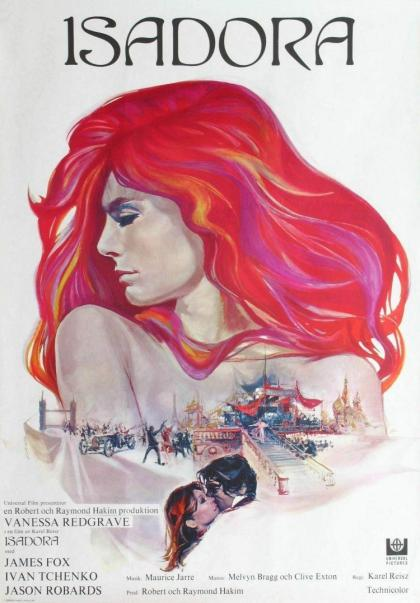 ISADORA
Universal Film presenterar
en Robert och Raymond Hakim produktion
VANESSA REDGRAVE
i en film av Karel Reisz
ISADORA
med
JAMES FOX
IVAN TCHENKO
JASON ROBARDS
Musik: Maurice Jarre
Manus: Melvyn Bragg och Clive Exton
Regi: Karel Reisz
Prod: Robert och Raymond Hakim
Technicolor
UNIVERSAL
PICTURES